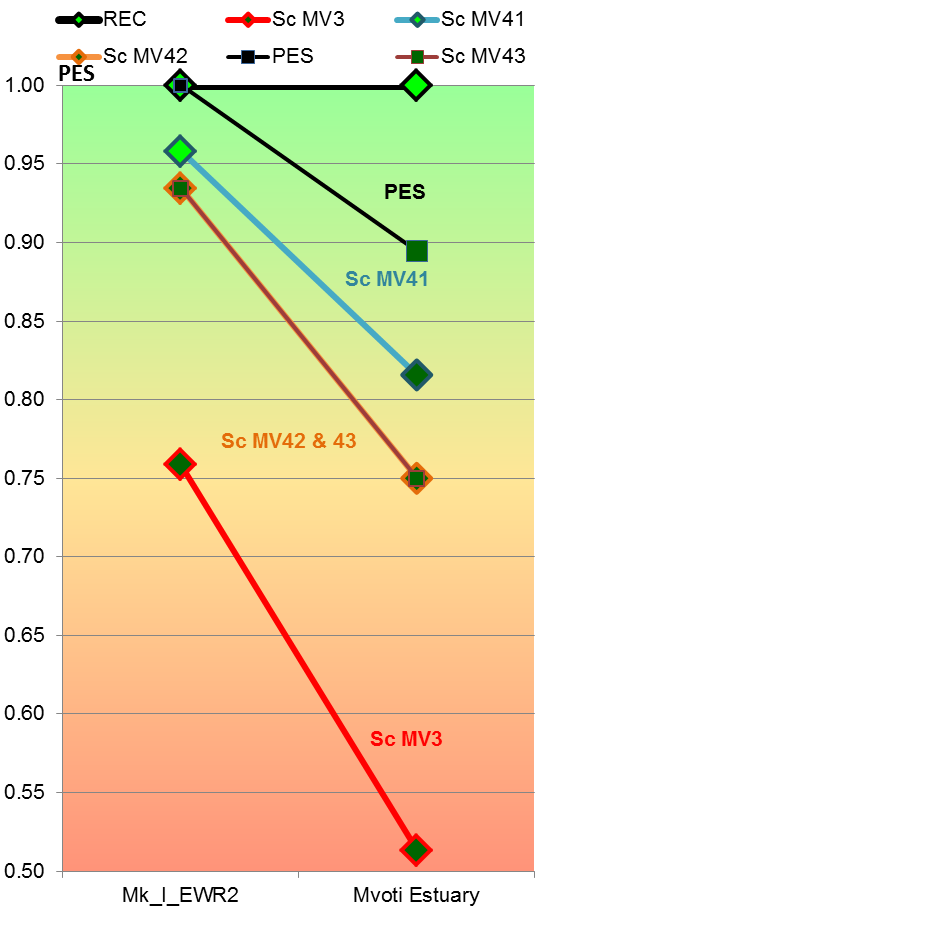 REC Sc MV3 Sc MV41
Sc MV42 PES Sc MV43
PES
1.00
0.95
PES
0.90
Sc MV41
0.85
0.80
Sc MV42 & 43
0.75
0.70
0.65
0.60
Sc MV3
0.55
0.50
Mk_I_EWR2 Mvoti Estuary